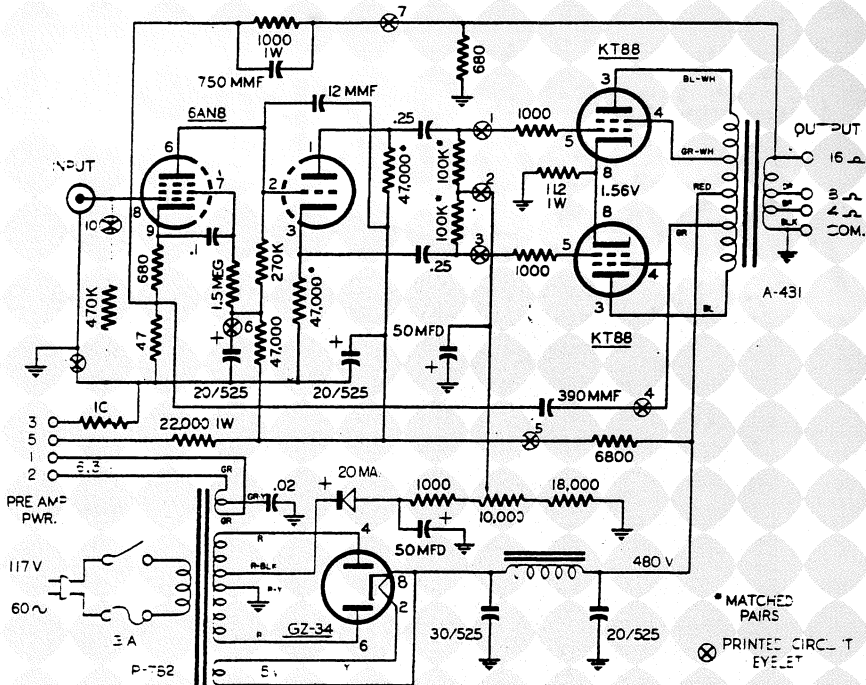 7
1000
1W
750 MMF
680
KT88
3
BL-WH
12 MMF
6AN8
.25
1
1000
4
OUTPUT
6
1
5
GR-WH
16 Ω
INPUT
7
2
47,000*
100K*
2
8
112
1W
1.56V
RED
8 Ω
8
3
100K*
8
4 Ω
10
9
.1
3
GR
BLK
COM.
680
1.5 MEG
270K
47,000*
.25
1000
5
4
470K
3
BL
A-431
6
50 MFD
KT88
47
+
47,000
+
+
20/525
20/525
390 MMF
4
3
22,000 1W
5
5
6800
1
6.3
2
GR
GR-Y
.02
+
20 MA.
1000
18,000
PRE AMP
PWR.
GR
10,000
4
+
50 MFD
117 V
R
480 V
R-BLK
8
60~
R-Y
2
* MATCHED
PAIRS
GZ-34
6
30/525
20/525
3 A
R
PRINTED CIRCUIT
EYELET
Y